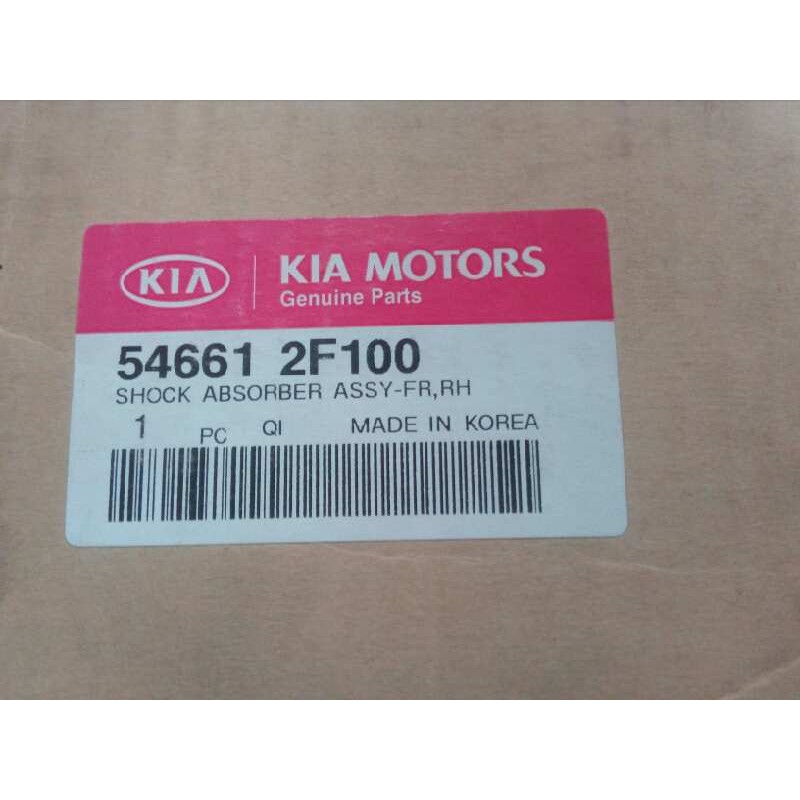 KIA
KIA MOTORS
Genuine Parts
54661 2F100
SHOCK ABSORBER ASSY-FR,RH
1 PC QI MADE IN KOREA